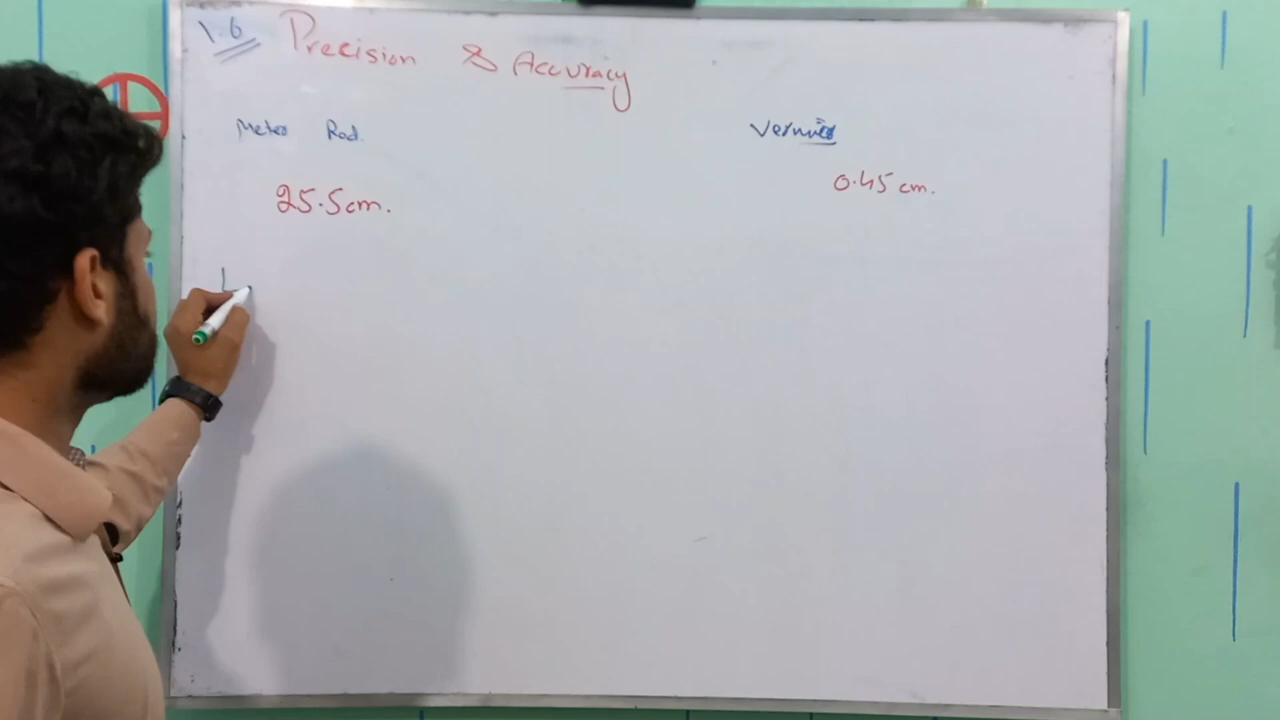 1.6 Precision & Accuracy
Meter Rod.
Vernier
25.5cm.
0.45 cm.
L